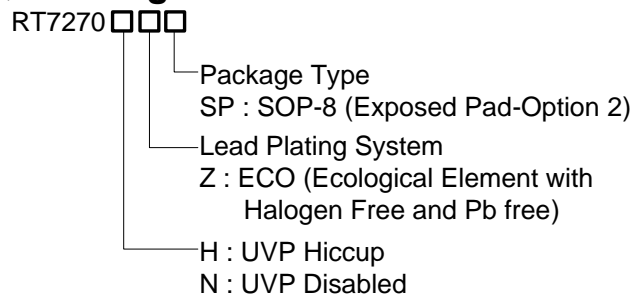 RT7270□□□
Package Type
SP : SOP-8 (Exposed Pad-Option 2)
Lead Plating System
Z : ECO (Ecological Element with
Halogen Free and Pb free)
H : UVP Hiccup
N : UVP Disabled